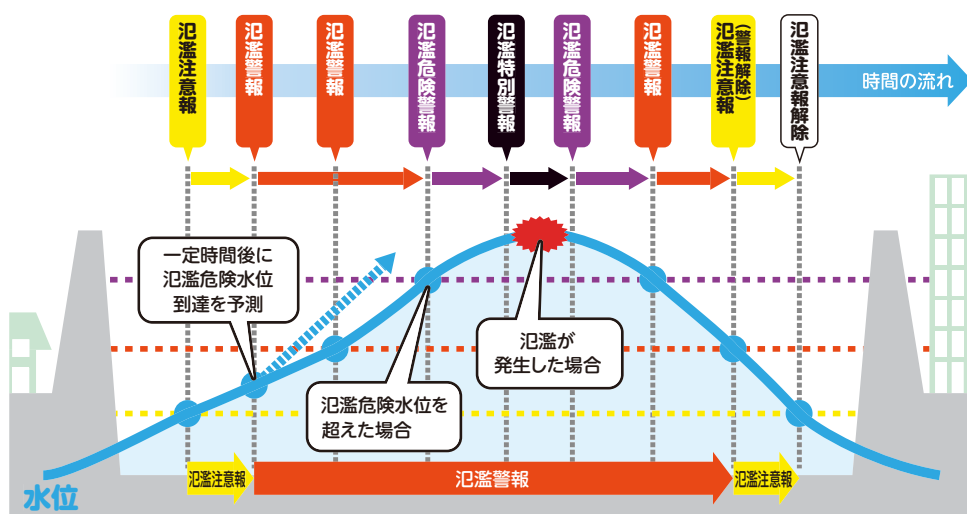 氾濫注意報
氾濫警報
氾濫警報
氾濫危険警報
氾濫特別警報
氾濫危険警報
氾濫警報
(警報解除)
氾濫注意報
氾濫注意報解除
時間の流れ
一定時間後に
氾濫危険水位
到達を予測
氾濫危険水位を
超えた場合
氾濫が
発生した場合
氾濫注意報
氾濫警報
氾濫注意報
水位